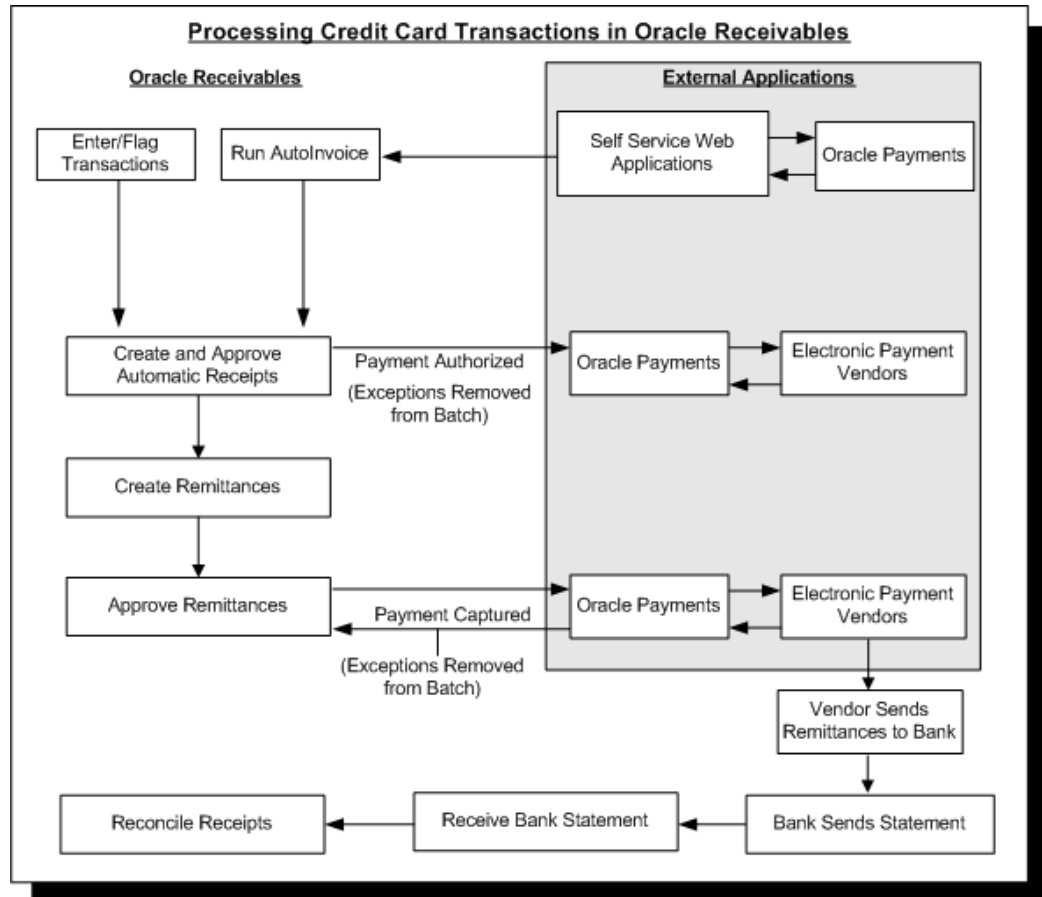 Processing Credit Card Transactions in Oracle Receivables
Oracle Receivables
External Applications
Enter/Flag
Transactions
Run AutoInvoice
Self Service Web
Applications
Oracle Payments
Create and Approve
Automatic Receipts
Payment Authorized
(Exceptions Removed
from Batch)
Oracle Payments
Electronic Payment
Vendors
Create Remittances
Approve Remittances
Payment Captured
(Exceptions Removed
from Batch)
Oracle Payments
Electronic Payment
Vendors
Vendor Sends
Remittances to Bank
Reconcile Receipts
Receive Bank Statement
Bank Sends Statement